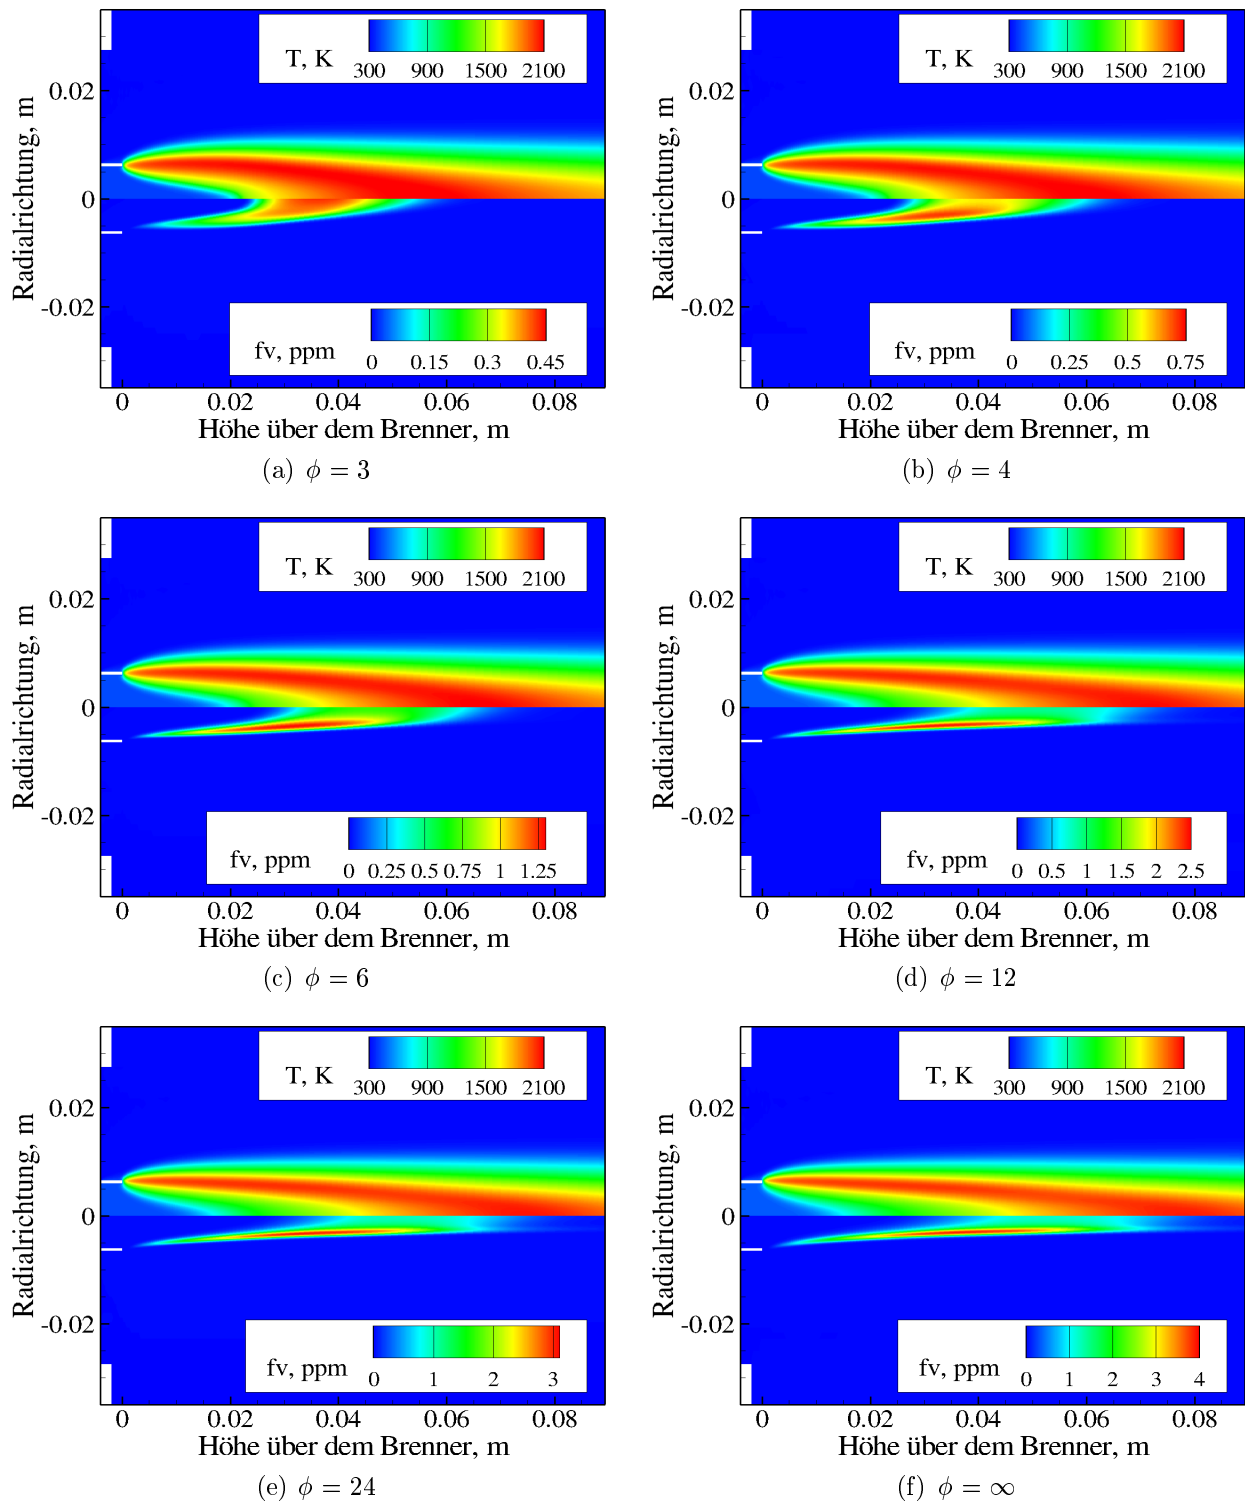 T, K
300 900 1500 2100
T, K
300 900 1500 2100
Radialrichtung, m
0.02
0
-0.02
Radialrichtung, m
0.02
0
-0.02
fv, ppm
0 0.15 0.3 0.45
fv, ppm
0 0.25 0.5 0.75
0 0.02 0.04 0.06 0.08
Höhe über dem Brenner, m
0 0.02 0.04 0.06 0.08
Höhe über dem Brenner, m
(a) ϕ = 3
(b) ϕ = 4
T, K
300 900 1500 2100
T, K
300 900 1500 2100
Radialrichtung, m
0.02
0
-0.02
Radialrichtung, m
0.02
0
-0.02
fv, ppm
0 0.25 0.5 0.75 1 1.25
fv, ppm
0 0.5 1 1.5 2 2.5
0 0.02 0.04 0.06 0.08
Höhe über dem Brenner, m
0 0.02 0.04 0.06 0.08
Höhe über dem Brenner, m
(c) ϕ = 6
(d) ϕ = 12
T, K
300 900 1500 2100
T, K
300 900 1500 2100
Radialrichtung, m
0.02
0
-0.02
Radialrichtung, m
0.02
0
-0.02
fv, ppm
0 1 2 3
fv, ppm
0 1 2 3 4
0 0.02 0.04 0.06 0.08
Höhe über dem Brenner, m
0 0.02 0.04 0.06 0.08
Höhe über dem Brenner, m
(e) ϕ = 24
(f) ϕ = ∞